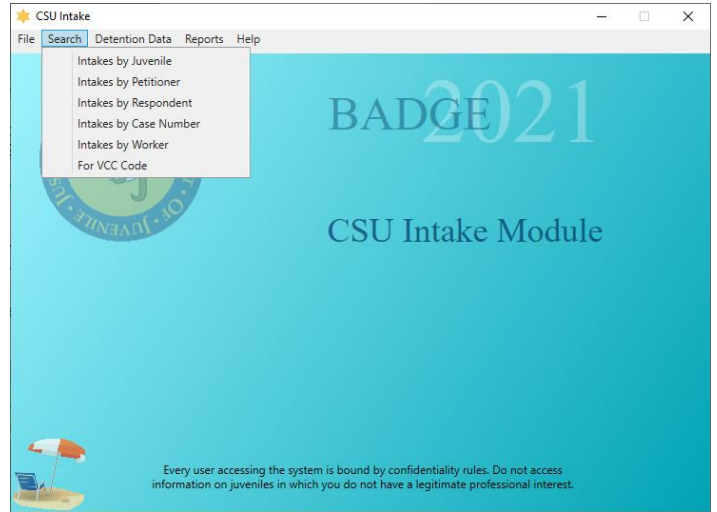 CSU Intake
File Search Detention Data Reports Help
Intakes by Juvenile
Intakes by Petitioner
Intakes by Respondent
Intakes by Case Number
Intakes by Worker
For VCC Code
BADGE 2021
OF JUVENILE
CSU Intake Module
Every user accessing the system is bound by confidentiality rules. Do not access
information on juveniles in which you do not have a legitimate professional interest.